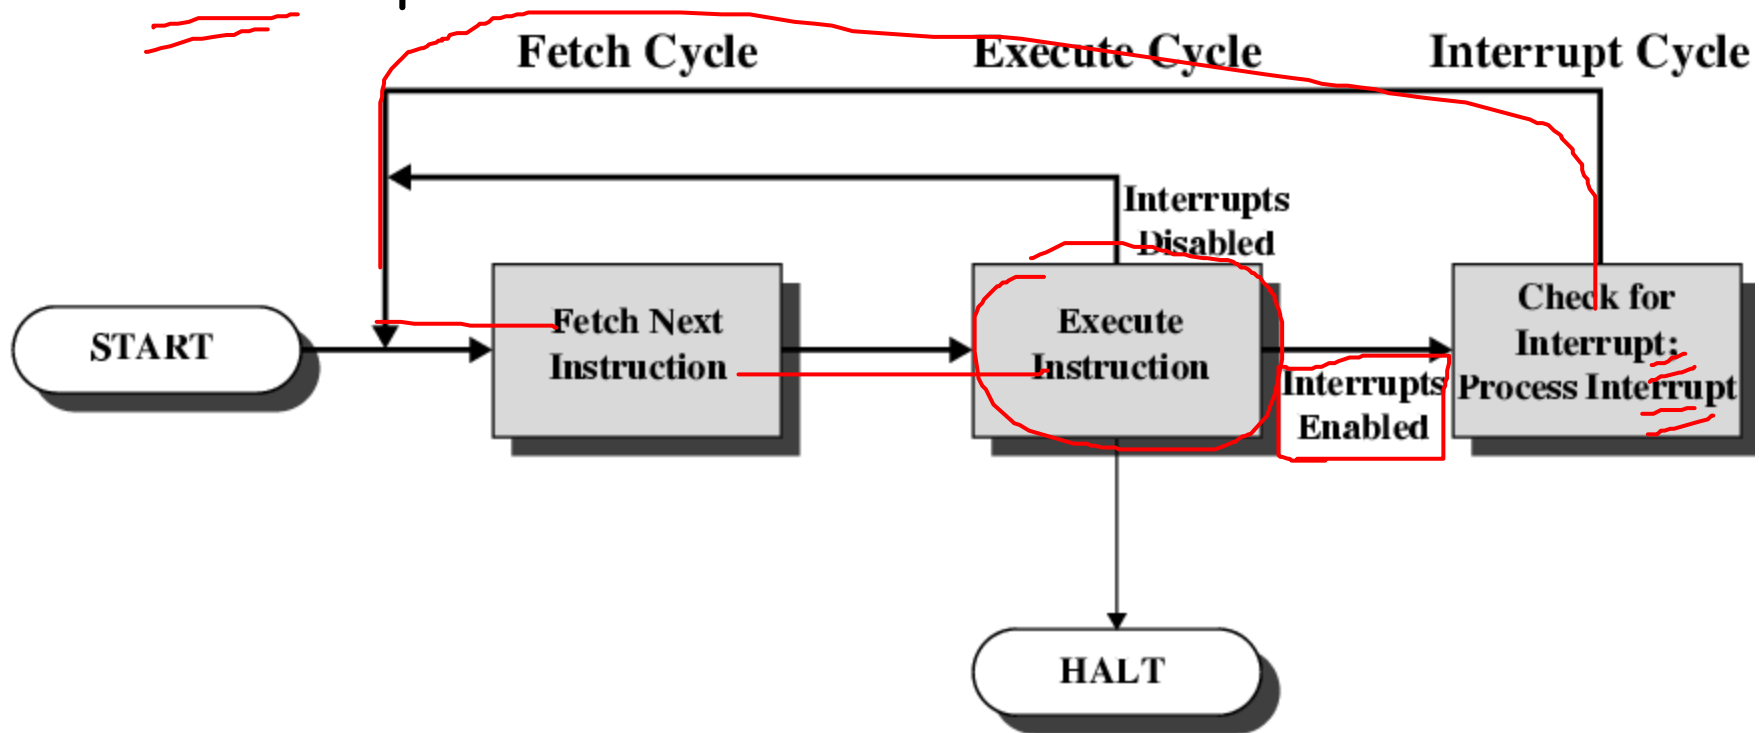 Fetch Cycle
Execute Cycle
Interrupt Cycle
Interrupts
Disabled
START
Fetch Next
Instruction
Execute
Instruction
Interrupts
Enabled
Check for
Interrupt:
Process Interrupt
HALT